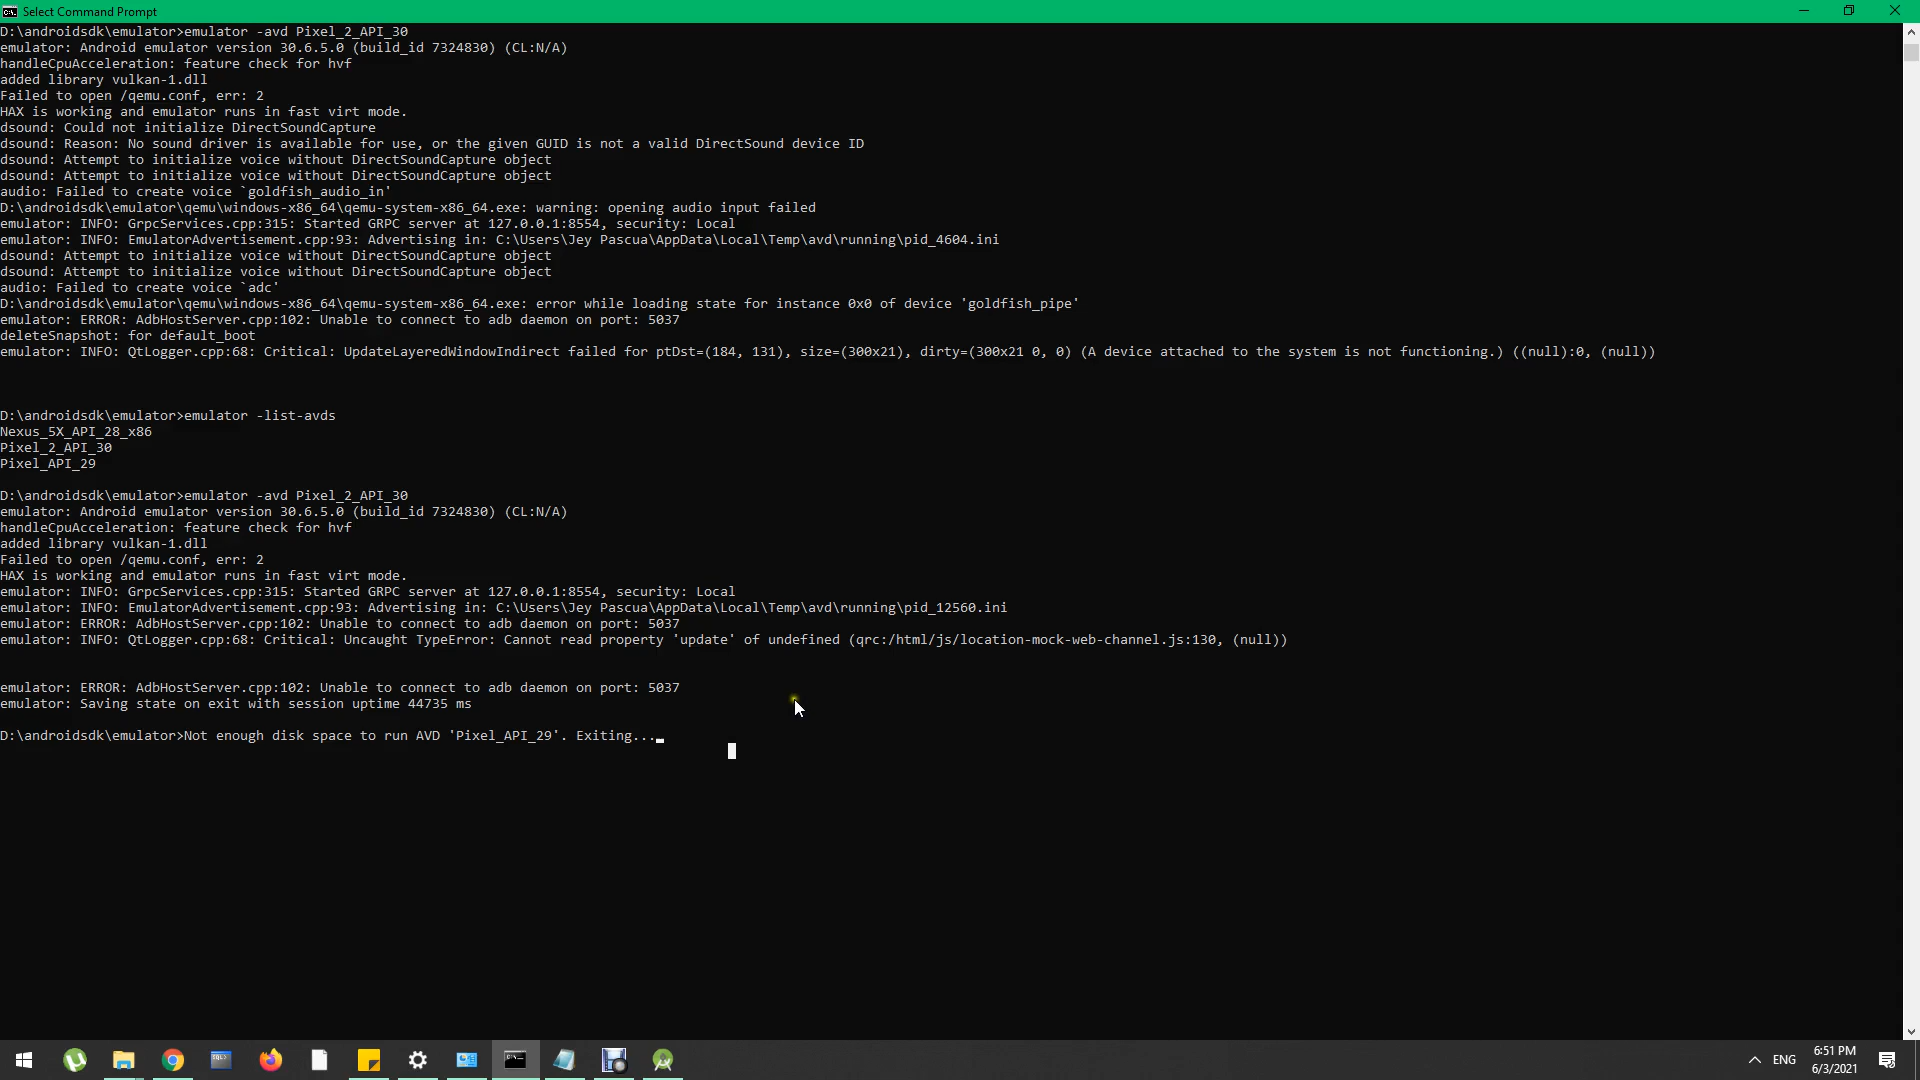 Select Command Prompt
D:\androidsdk\emulator>emulator -avd Pixel_2_API_30
emulator: Android emulator version 30.6.5.0 (build_id 7324830) (CL:N/A)
handleCpuAcceleration: feature check for hvf
added library vulkan-1.dll
Failed to open /qemu.conf, err: 2
HAX is working and emulator runs in fast virt mode.
dsound: Could not initialize DirectSoundCapture
dsound: Reason: No sound driver is available for use, or the given GUID is not a valid DirectSound device ID
dsound: Attempt to initialize voice without DirectSoundCapture object
dsound: Attempt to initialize voice without DirectSoundCapture object
audio: Failed to create voice `goldfish_audio_in'
D:\androidsdk\emulator\qemu\windows-x86_64\qemu-system-x86_64.exe: warning: opening audio input failed
emulator: INFO: GrpcServices.cpp:315: Started GRPC server at 127.0.0.1:8554, security: Local
emulator: INFO: EmulatorAdvertisement.cpp:93: Advertising in: C:\Users\Jey Pascua\AppData\Local\Temp\avd\running\pid_4604.ini
dsound: Attempt to initialize voice without DirectSoundCapture object
dsound: Attempt to initialize voice without DirectSoundCapture object
audio: Failed to create voice `adc'
D:\androidsdk\emulator\qemu\windows-x86_64\qemu-system-x86_64.exe: error while loading state for instance 0x0 of device 'goldfish_pipe'
emulator: ERROR: AdbHostServer.cpp:102: Unable to connect to adb daemon on port: 5037
deleteSnapshot: for default_boot
emulator: INFO: QtLogger.cpp:68: Critical: UpdateLayeredWindowIndirect failed for ptDst=(184, 131), size=(300x21), dirty=(300x21 0, 0) (A device attached to the system is not functioning.) ((null):0, (null))
D:\androidsdk\emulator>emulator -list-avds
Nexus_5X_API_28_x86
Pixel_2_API_30
Pixel_API_29
D:\androidsdk\emulator>emulator -avd Pixel_2_API_30
emulator: Android emulator version 30.6.5.0 (build_id 7324830) (CL:N/A)
handleCpuAcceleration: feature check for hvf
added library vulkan-1.dll
Failed to open /qemu.conf, err: 2
HAX is working and emulator runs in fast virt mode.
emulator: INFO: GrpcServices.cpp:315: Started GRPC server at 127.0.0.1:8554, security: Local
emulator: INFO: EmulatorAdvertisement.cpp:93: Advertising in: C:\Users\Jey Pascua\AppData\Local\Temp\avd\running\pid_12560.ini
emulator: ERROR: AdbHostServer.cpp:102: Unable to connect to adb daemon on port: 5037
emulator: INFO: QtLogger.cpp:68: Critical: Uncaught TypeError: Cannot read property 'update' of undefined (qrc:/html/js/location-mock-web-channel.js:130, (null))
emulator: ERROR: AdbHostServer.cpp:102: Unable to connect to adb daemon on port: 5037
emulator: Saving state on exit with session uptime 44735 ms
D:\androidsdk\emulator>Not enough disk space to run AVD 'Pixel_API_29'. Exiting..._
ENG
6:51 PM
6/3/2021